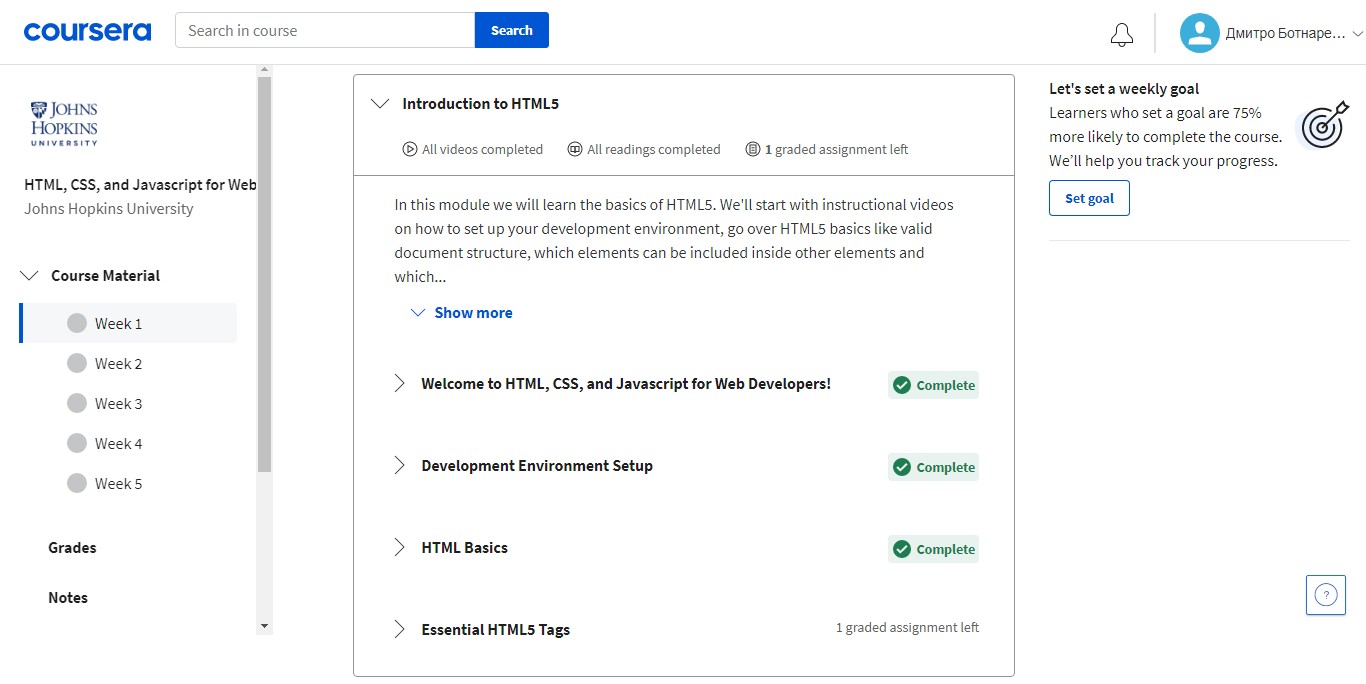 coursera
Search in course
Search
Дмитро Ботнаре...
JOHNS
HOPKINS
UNIVERSITY
HTML, CSS, and Javascript for Web
Johns Hopkins University
Course Material
Week 1
Week 2
Week 3
Week 4
Week 5
Grades
Notes
Introduction to HTML5
All videos completed
All readings completed
1 graded assignment left
In this module we will learn the basics of HTML5. We'll start with instructional videos
on how to set up your development environment, go over HTML5 basics like valid
document structure, which elements can be included inside other elements and
which...
Show more
Welcome to HTML, CSS, and Javascript for Web Developers!
Complete
Development Environment Setup
Complete
HTML Basics
Complete
Essential HTML5 Tags
1 graded assignment left
Let's set a weekly goal
Learners who set a goal are 75%
more likely to complete the course.
We’ll help you track your progress.
Set goal
?